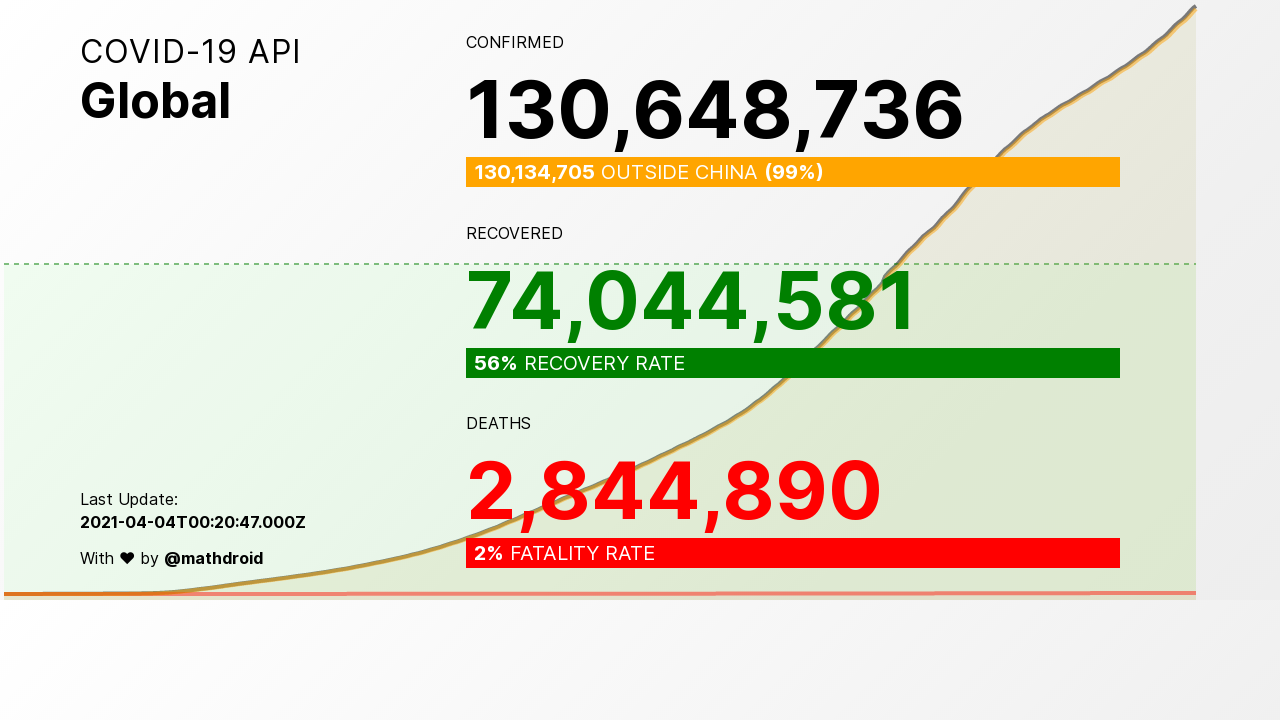 COVID-19 API
Global
CONFIRMED
130,648,736
130,134,705 OUTSIDE CHINA (99%)
RECOVERED
74,044,581
56% RECOVERY RATE
DEATHS
2,844,890
2% FATALITY RATE
Last Update:
2021-04-04T00:20:47.000Z
With ♥ by @mathdroid